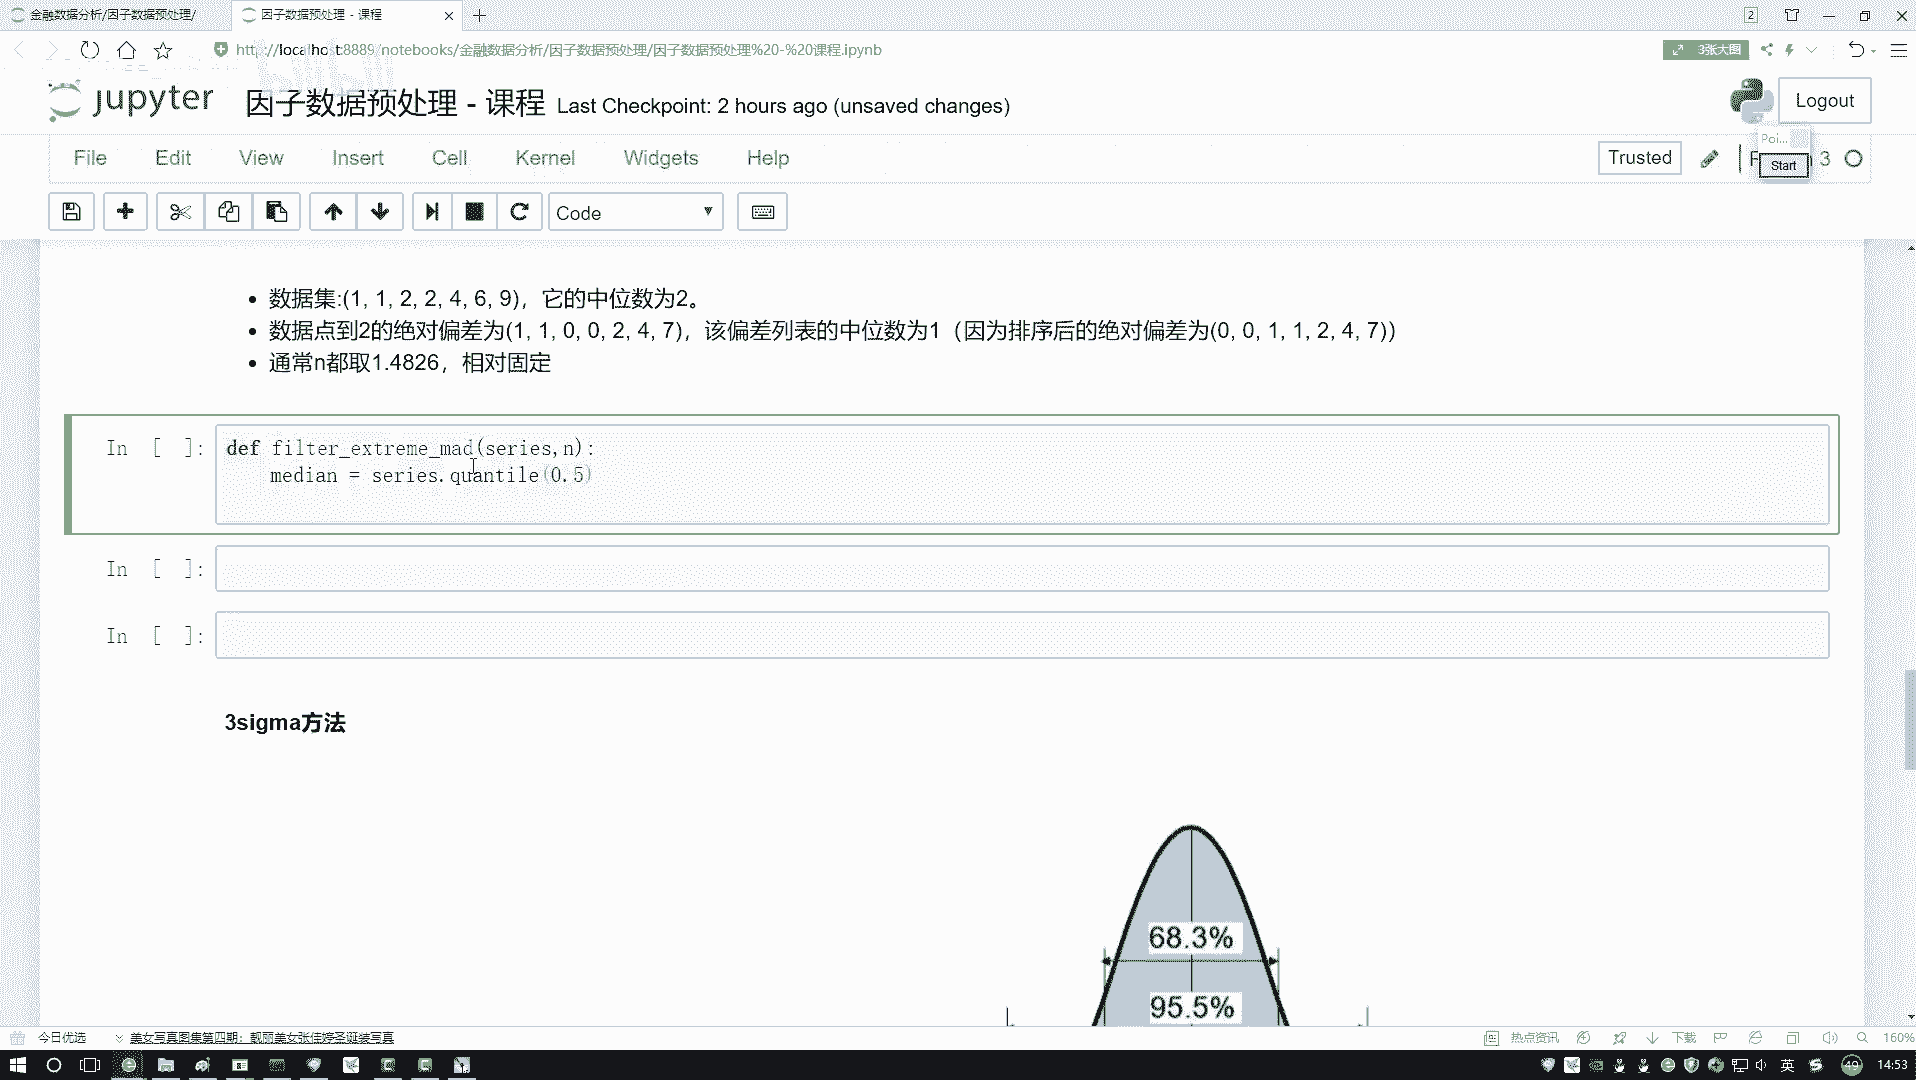 金融数据分析/因子数据预处理/
因子数据预处理 - 课程
2
http://localhost:8889/notebooks/金融数据分析/因子数据预处理/因子数据预处理%20-%20课程.ipynb
3张大图
jupyter
因子数据预处理 - 课程 Last Checkpoint: 2 hours ago (unsaved changes)
Logout
Poi...
File Edit View Insert Cell Kernel Widgets Help
Trusted
Start
3
Code
数据集:(1, 1, 2, 2, 4, 6, 9)，它的中位数为2。
数据点到2的绝对偏差为(1, 1, 0, 0, 2, 4, 7)，该偏差列表的中位数为1（因为排序后的绝对偏差为(0, 0, 1, 1, 2, 4, 7)）
通常n都取1.4826，相对固定
In [ ]: def filter_extreme_mad(series,n):
median = series.quantile(0.5)
In [ ]:
In [ ]:
3sigma方法
68.3%
95.5%
今日优选
美女写真图集第四期：靓丽美女张佳婷圣诞装写真
热点资讯
下载
160%
英
49
14:53